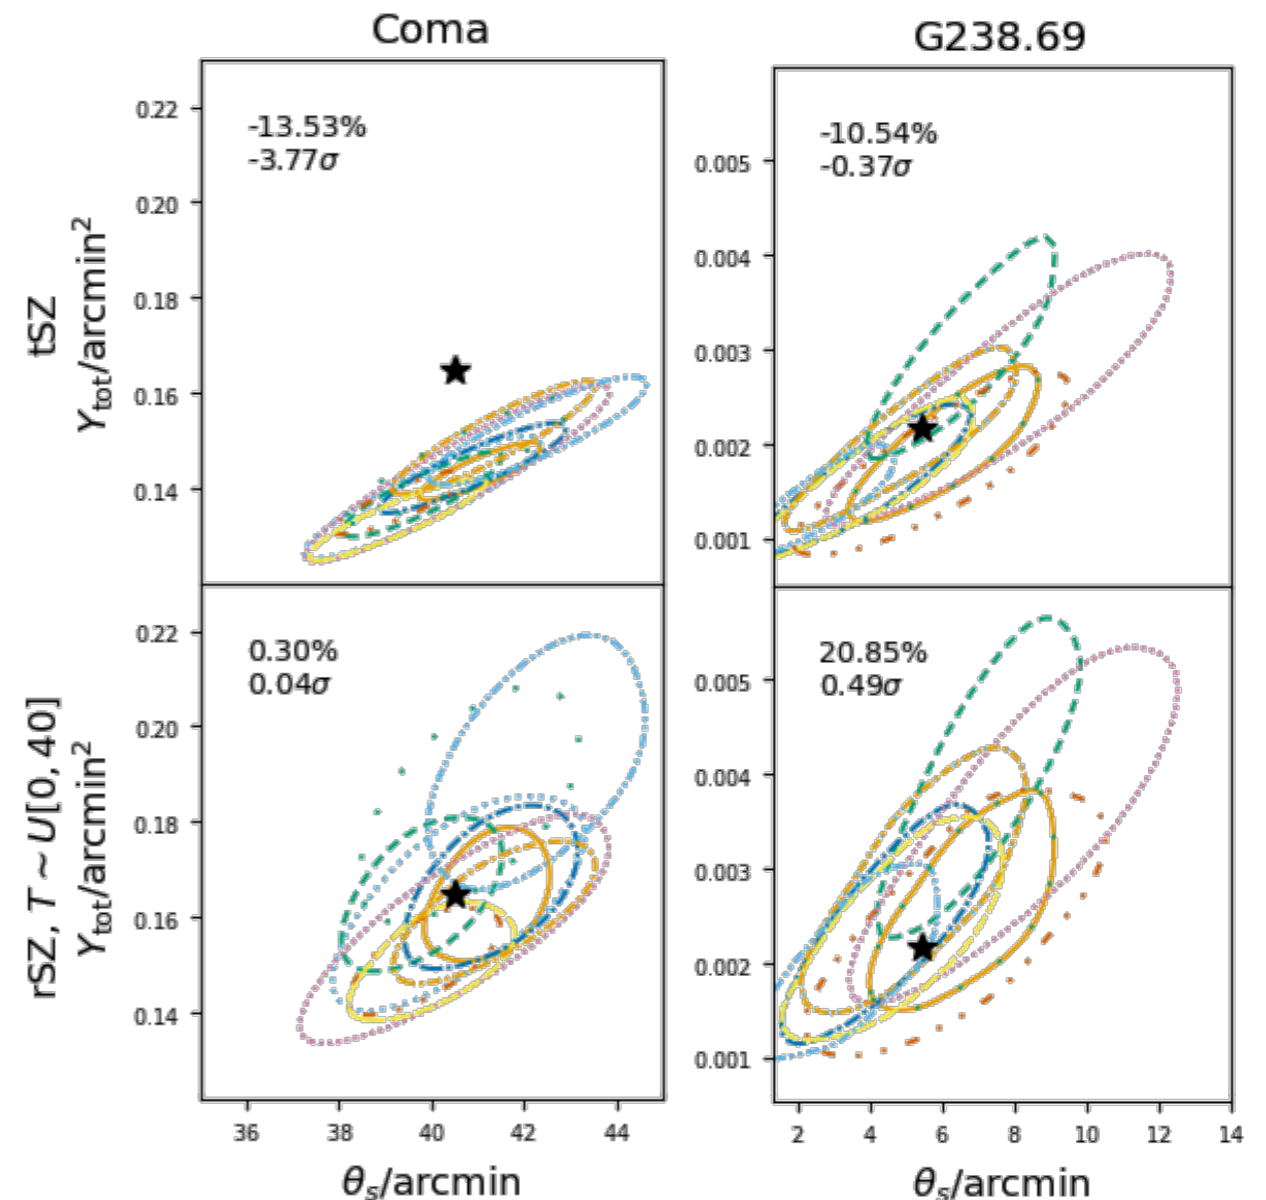 Coma
G238.69
tSZ
Y_tot/arcmin²
0.22
0.20
0.18
0.16
0.14
-13.53%
-3.77σ
0.005
0.004
0.003
0.002
0.001
-10.54%
-0.37σ
rSZ, T ~ U[0, 40]
Y_tot/arcmin²
0.22
0.20
0.18
0.16
0.14
0.30%
0.04σ
0.005
0.004
0.003
0.002
0.001
20.85%
0.49σ
36 38 40 42 44
2 4 6 8 10 12 14
θ_s/arcmin
θ_s/arcmin